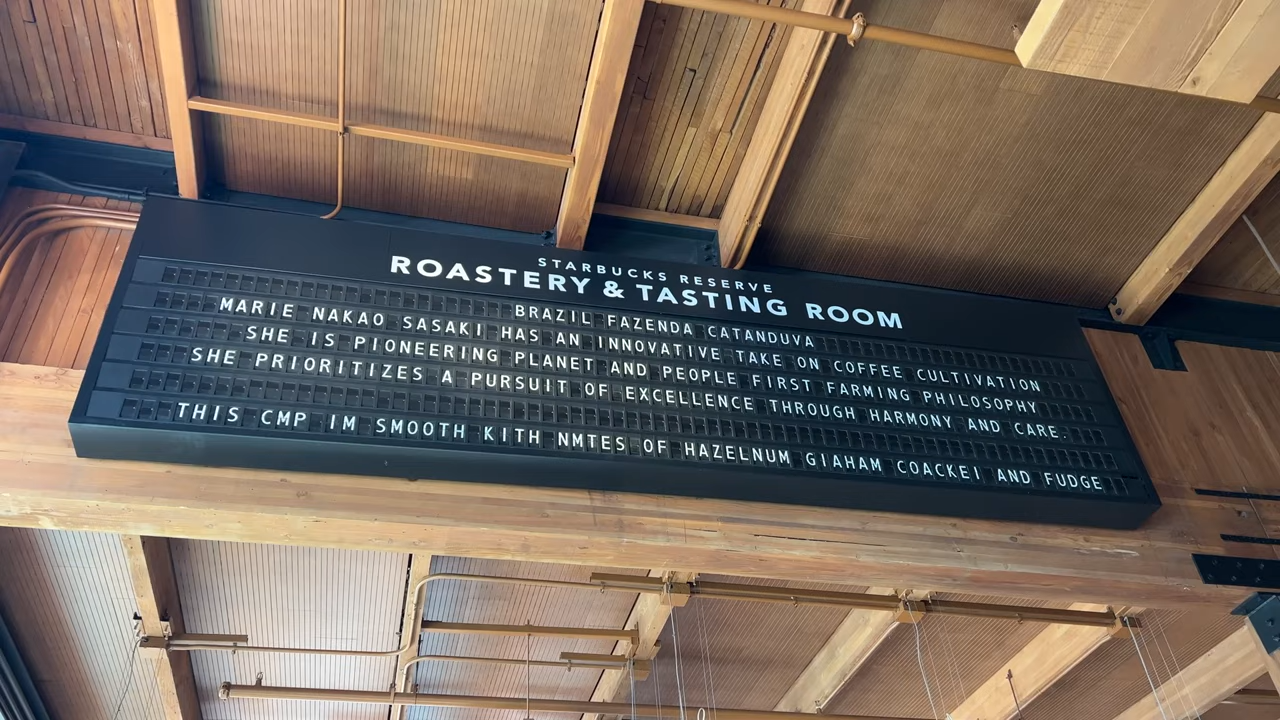 STARBUCKS RESERVE
ROASTERY & TASTING ROOM
BRAZIL FAZENDA CATANDUVA
MARIE NAKAO SASAKI HAS AN INNOVATIVE TAKE ON COFFEE CULTIVATION
SHE IS PIONEERING PLANET AND PEOPLE FIRST FARMING PHILOSOPHY
SHE PRIORITIZES A PURSUIT OF EXCELLENCE THROUGH HARMONY AND CARE.
THIS CMP IM SMOOTH KITH NMTES OF HAZELNUM GIAHAM COACKEI AND FUDGE